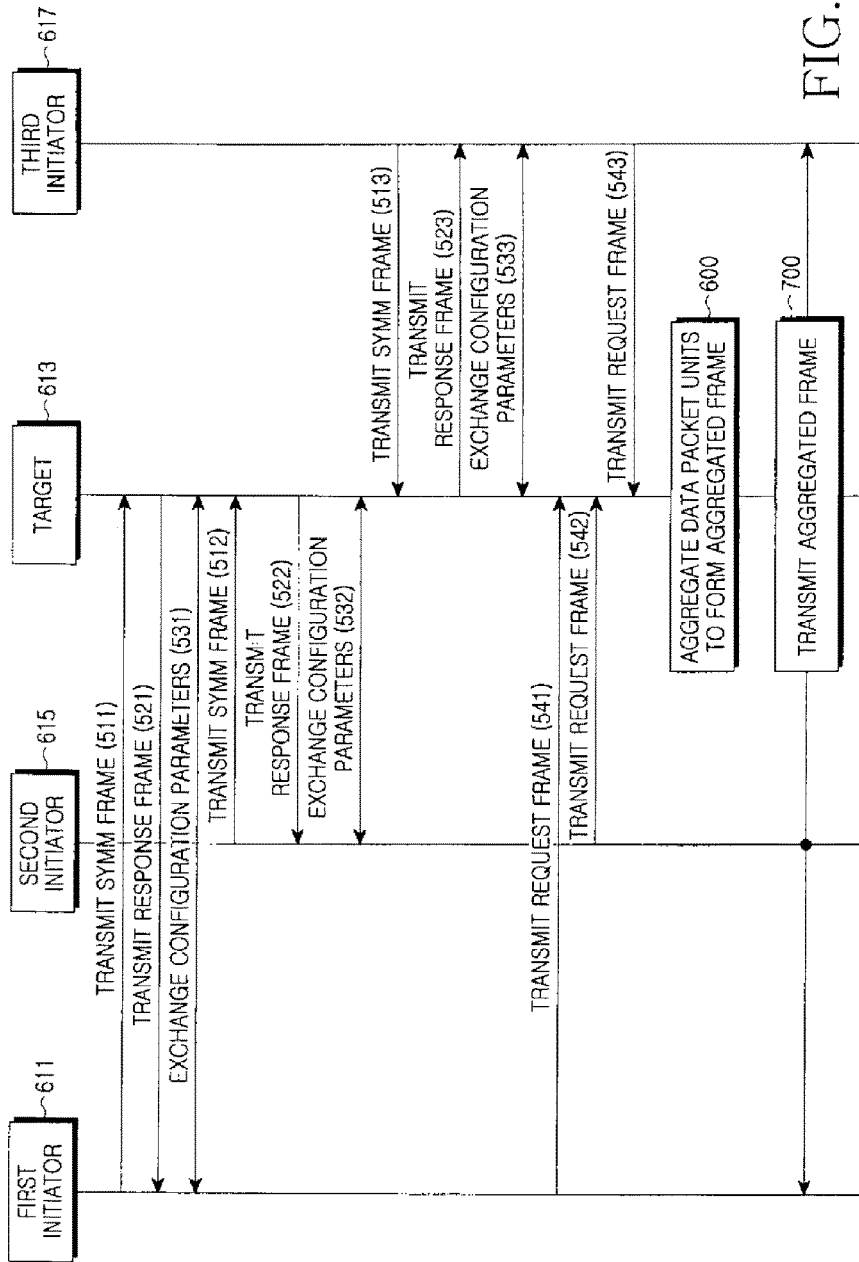 FIRST
INITIATOR
611
SECOND
INITIATOR
615
TARGET
613
THIRD
INITIATOR
617
TRANSMIT SYMM FRAME (511)
TRANSMIT RESPONSE FRAME (521)
EXCHANGE CONFIGURATION PARAMETERS (531)
TRANSMIT SYMM FRAME (512)
TRANSMIT
RESPONSE FRAME (522)
EXCHANGE CONFIGURATION
PARAMETERS (532)
TRANSMIT SYMM FRAME (513)
TRANSMIT
RESPONSE FRAME (523)
EXCHANGE CONFIGURATION
PARAMETERS (533)
TRANSMIT REQUEST FRAME (541)
TRANSMIT REQUEST FRAME (542)
TRANSMIT REQUEST FRAME (543)
AGGREGATE DATA PACKET UNITS
TO FORM AGGREGATED FRAME
600
TRANSMIT AGGREGATED FRAME
700
FIG.